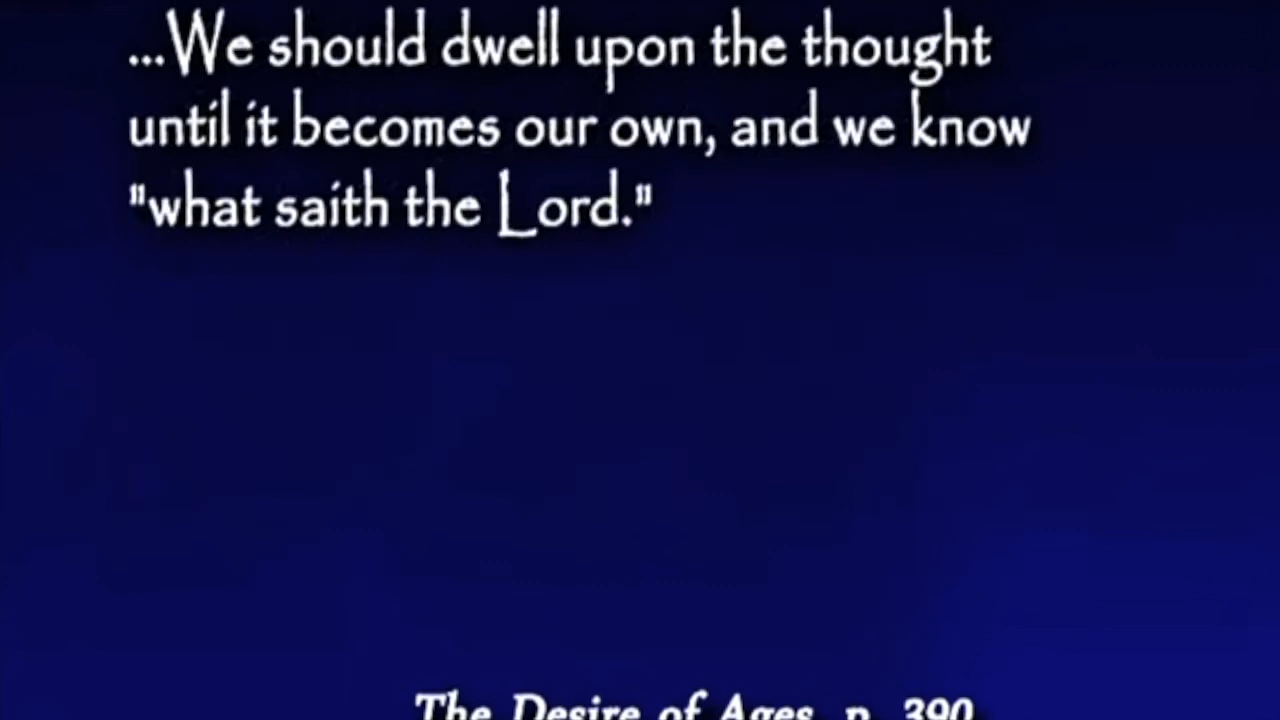 ...We should dwell upon the thought
until it becomes our own, and we know
"what saith the Lord."
The Desire of Ages, p. 390